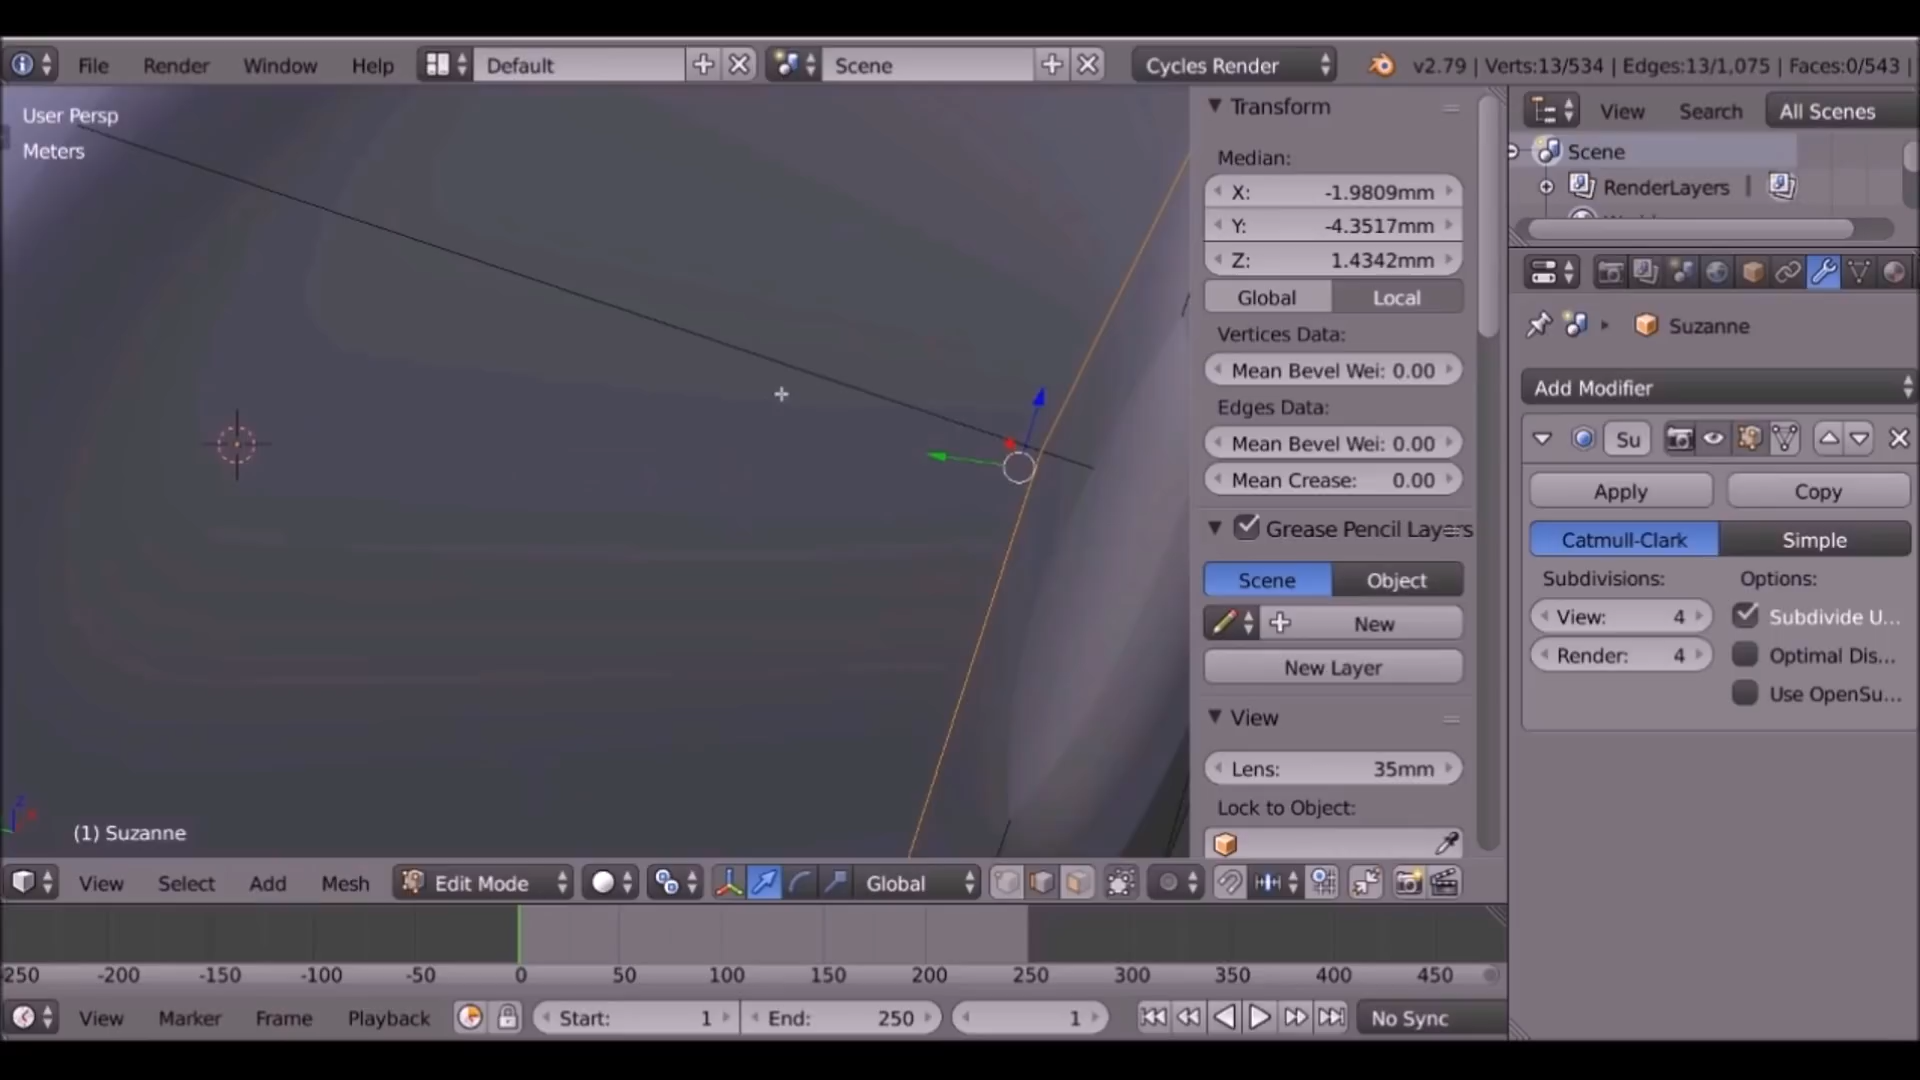 File Render Window Help Default Scene Cycles Render v2.79 | Verts:13/534 | Edges:13/1,075 | Faces:0/543 |
User Persp
Meters
(1) Suzanne
Transform
Median:
X: -1.9809mm
Y: -4.3517mm
Z: 1.4342mm
Global Local
Vertices Data:
Mean Bevel Wei: 0.00
Edges Data:
Mean Bevel Wei: 0.00
Mean Crease: 0.00
Grease Pencil Layers
Scene Object
New
New Layer
View
Lens: 35mm
Lock to Object:
View Search All Scenes
Scene
RenderLayers |
Suzanne
Add Modifier
Su
Apply Copy
Catmull-Clark Simple
Subdivisions: Options:
View: 4 Subdivide U...
Render: 4 Optimal Dis...
Use OpenSu...
View Select Add Mesh Edit Mode Global
-250 -200 -150 -100 -50 0 50 100 150 200 250 300 350 400 450
View Marker Frame Playback Start: 1 End: 250 1 No Sync